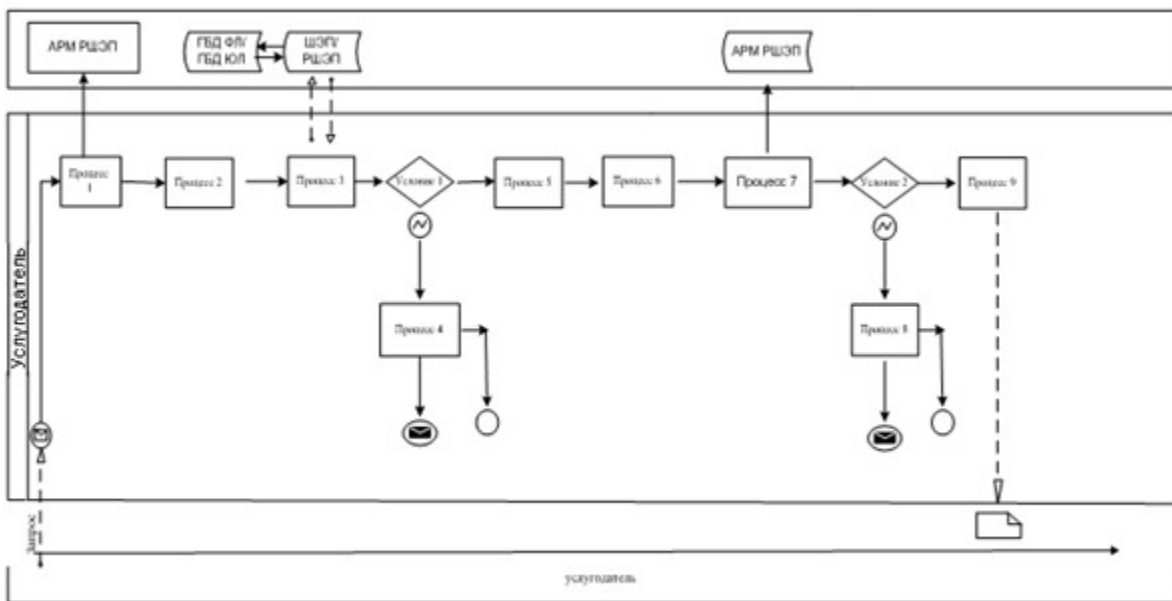 АРМ РШЭП
ГБД ФЛ/
ГБД ЮЛ
ШЭП/
РШЭП
АРМ РШЭП
Услугодатель
Процесс
1
Процесс 2
Процесс 3
Условие 1
Процесс 5
Процесс 6
Процесс 7
Условие 2
Процесс 9
Процесс 4
Процесс 8
Запрос
услугодатель